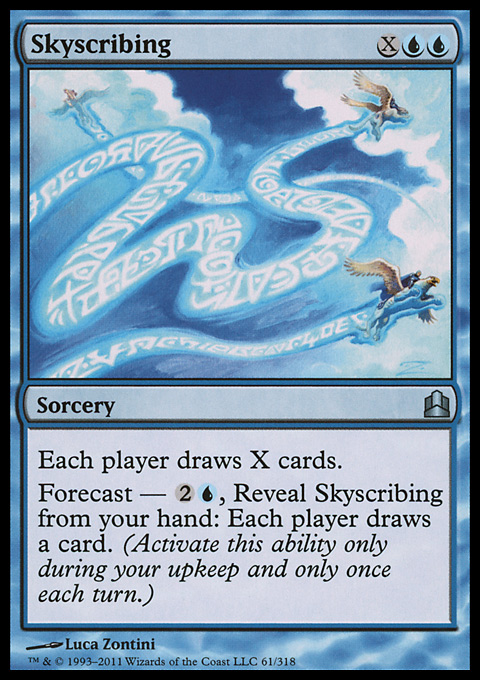 Skyscribing X
Sorcery
Each player draws X cards.
Forecast — 2, Reveal Skyscribing
from your hand: Each player draws
a card. (Activate this ability only
during your upkeep and only once
each turn.)
Luca Zontini
™ & © 1993–2011 Wizards of the Coast LLC 61/318